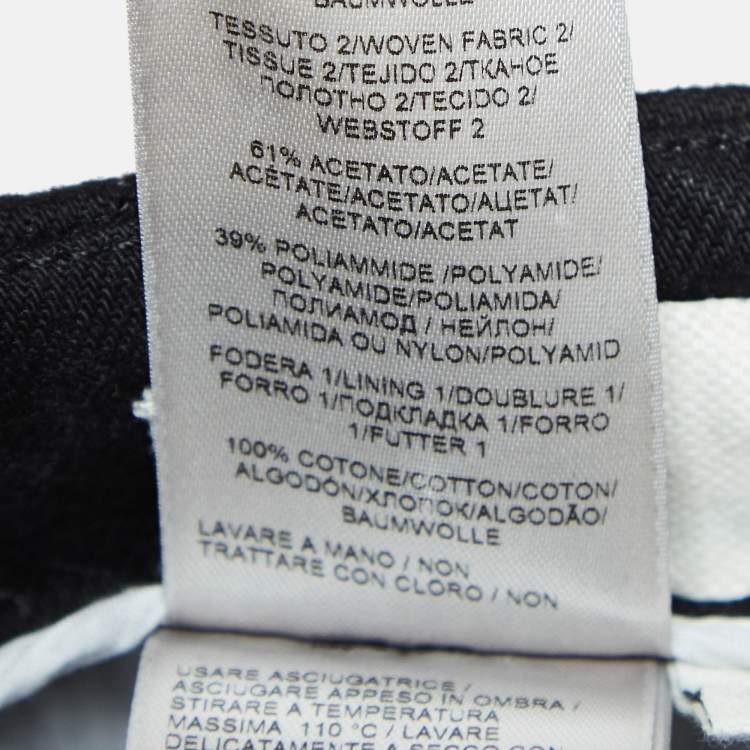 BAUMWOLLE
TESSUTO 2/WOVEN FABRIC 2/
TISSUE 2/TEJIDO 2/TKAHOE
ПОЛОТНО 2/TECIDO 2/
WEBSTOFF 2
61% ACETATO/ACETATE/
ACÉTATE/ACETATO/АЦЕТАТ/
ACETATO/ACETAT
39% POLIAMMIDE /POLYAMIDE/
POLYAMIDE/POLIAMIDA/
ПОЛИАМОД / НЕЙЛОН/
POLIAMIDA OU NYLON/POLYAMID
FODERA 1/LINING 1/DOUBLURE 1/
FORRO 1/ПОДКЛАДКА 1/FORRO
1/FUTTER 1
100% COTONE/COTTON/COTON/
ALGODÓN/ХЛОПОК/ALGODÃO/
BAUMWOLLE
LAVARE A MANO / NON
TRATTARE CON CLORO / NON
USARE ASCIUGATRICE /
ASCIUGARE APPESO IN OMBRA /
STIRARE A TEMPERATURA
MASSIMA 110 °C / LAVARE
DELICATAMENTE A SECCO CON